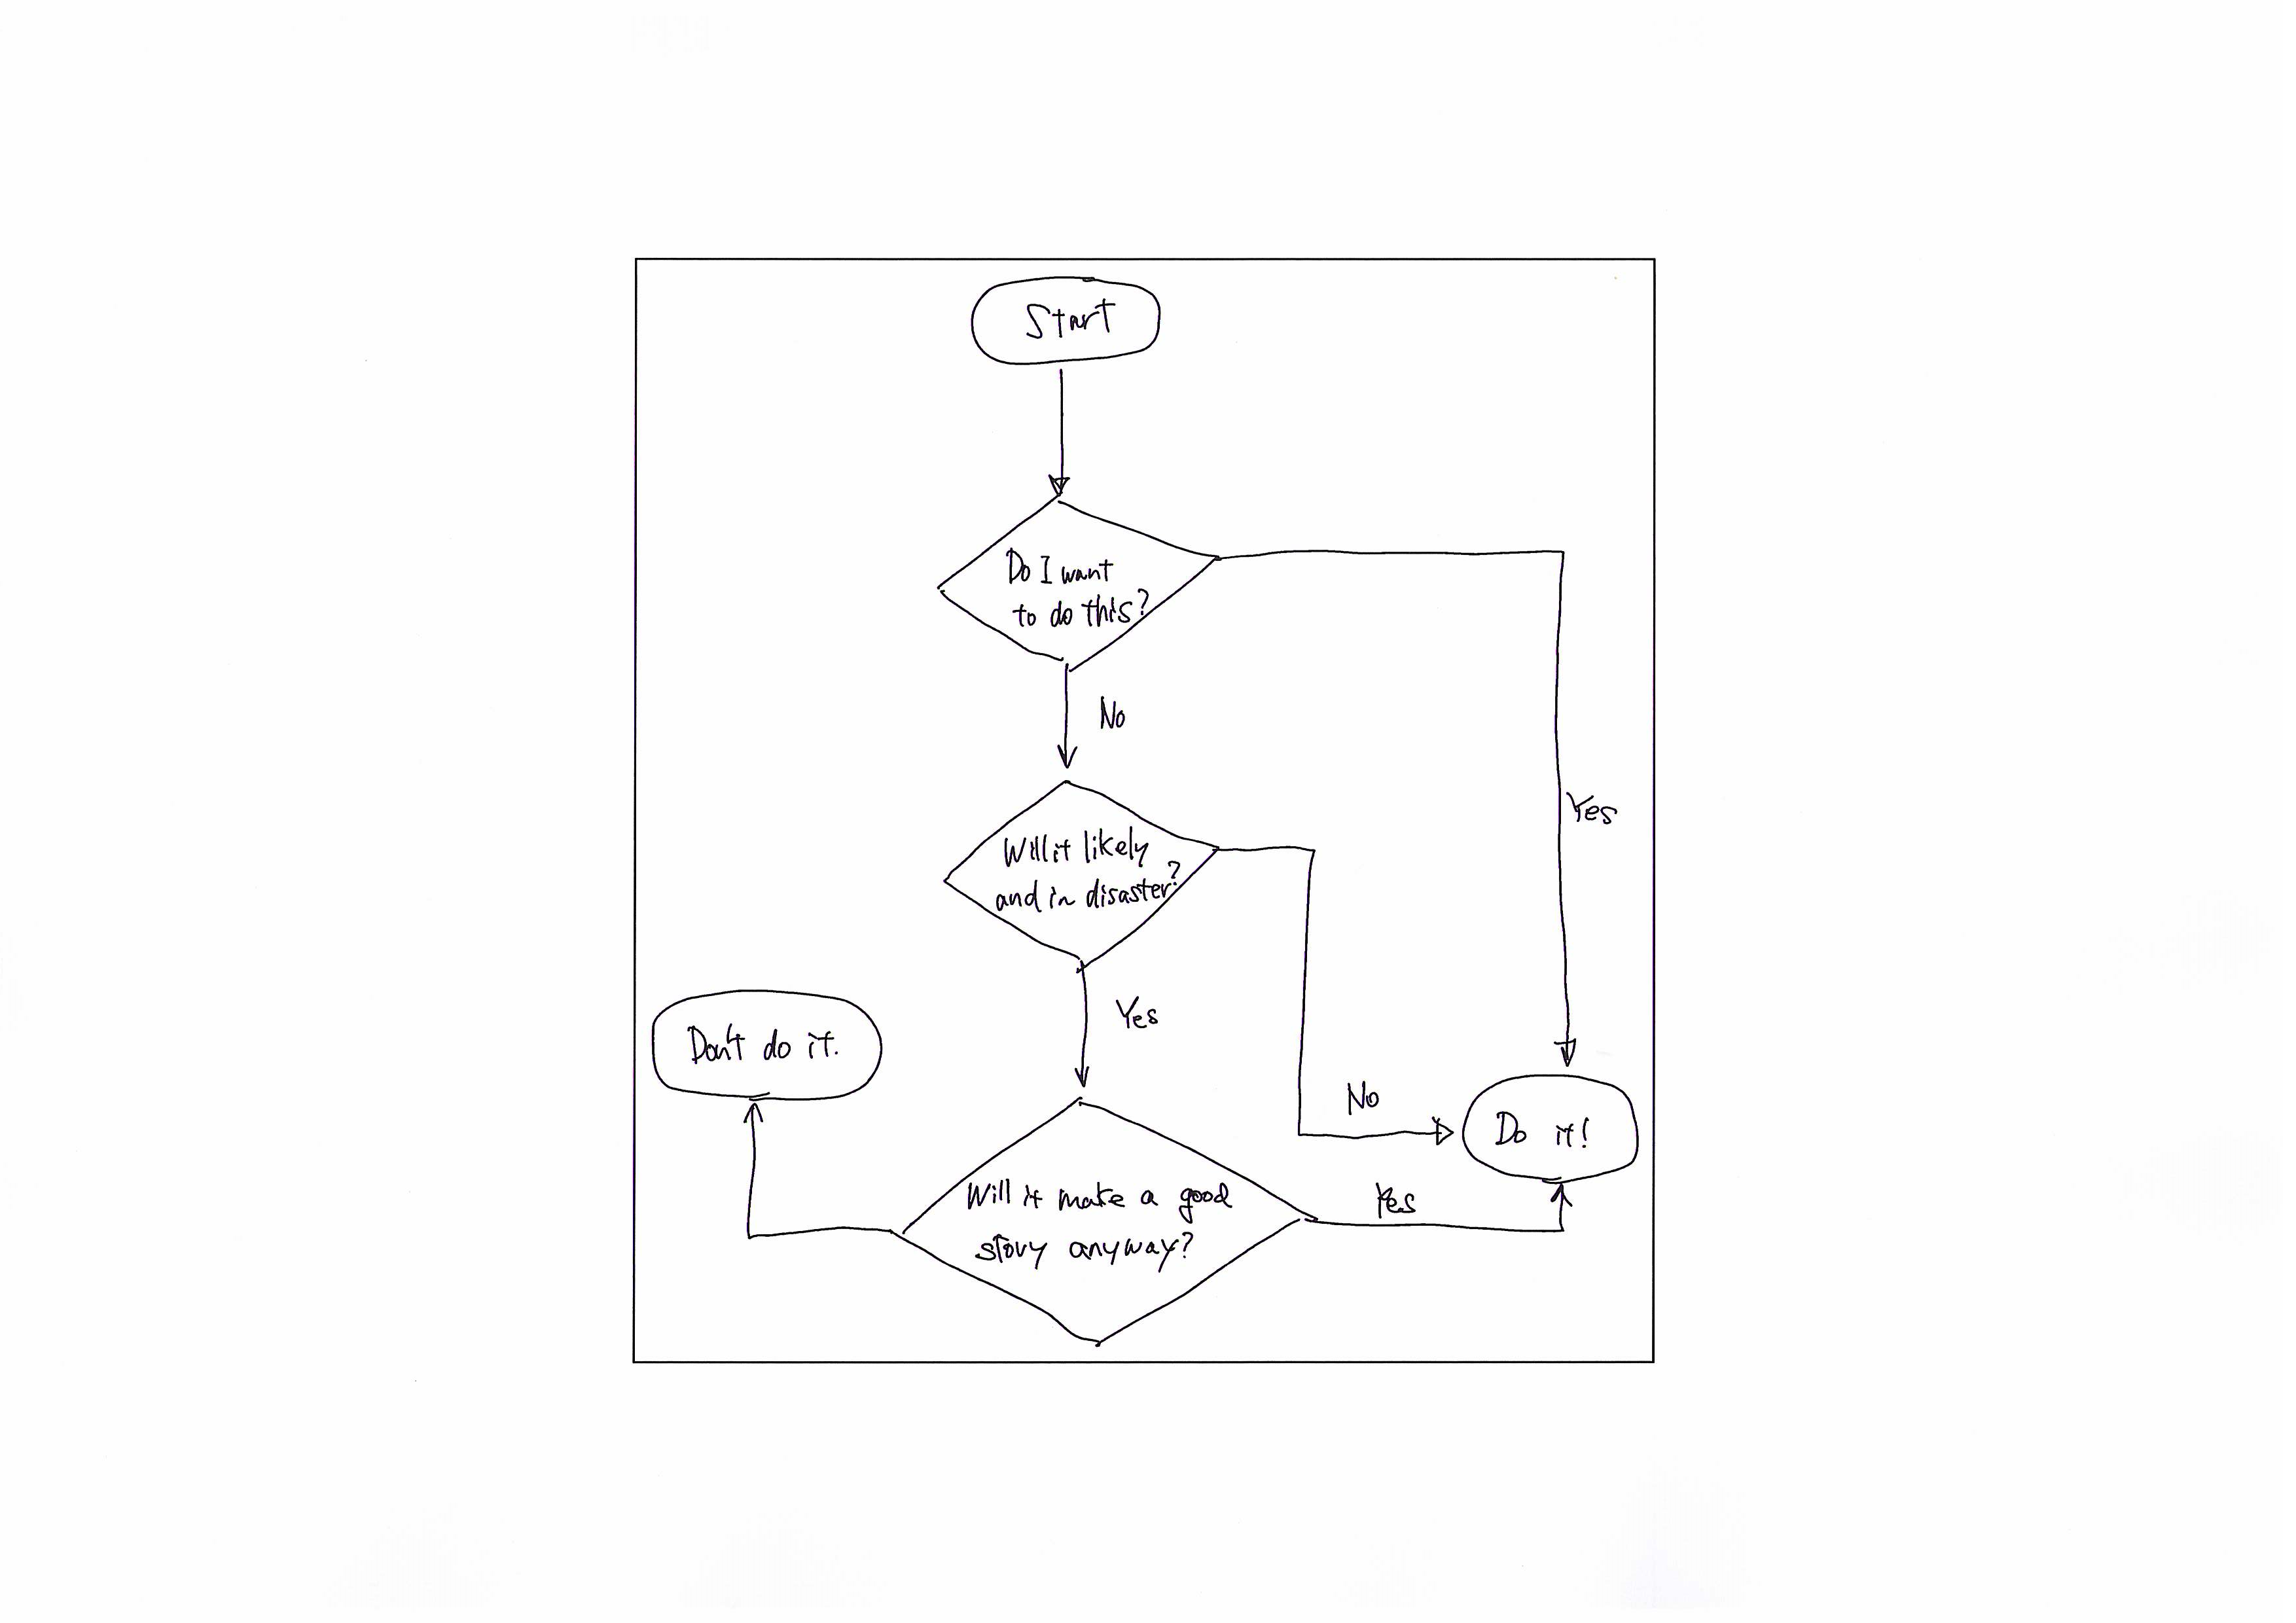 Start
Do I want
to do this?
No
Yes
Will it likely
and in disaster?
Yes
Don't do it.
No
Do it!
Will it make a good
story anyway?
Yes